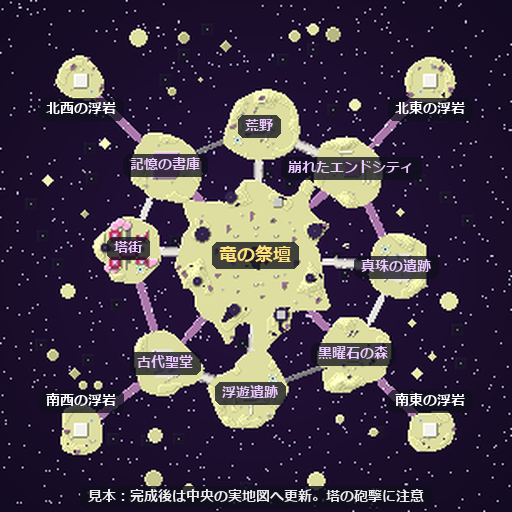 北西の浮岩
北東の浮岩
荒野
記憶の書庫
崩れたエンドシティ
塔街
竜の祭壇
真珠の遺跡
古代聖堂
黒曜石の森
浮遊遺跡
南西の浮岩
南東の浮岩
見本：完成後は中央の実地図へ更新。塔の砲撃に注意